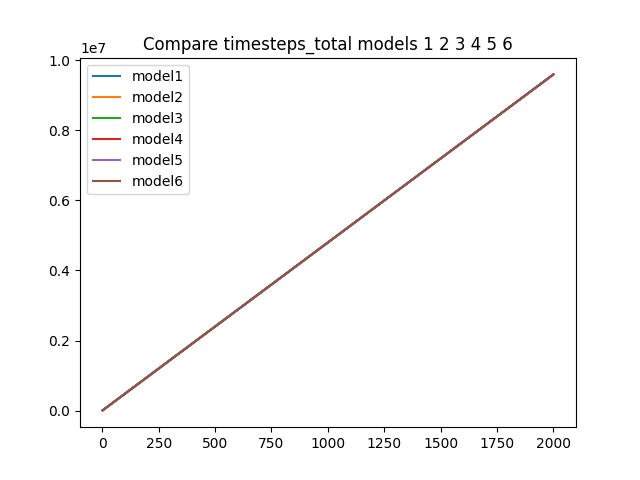 Compare timesteps_total models 1 2 3 4 5 6
1e7
1.0
0.8
0.6
0.4
0.2
0.0
model1
model2
model3
model4
model5
model6
0 250 500 750 1000 1250 1500 1750 2000